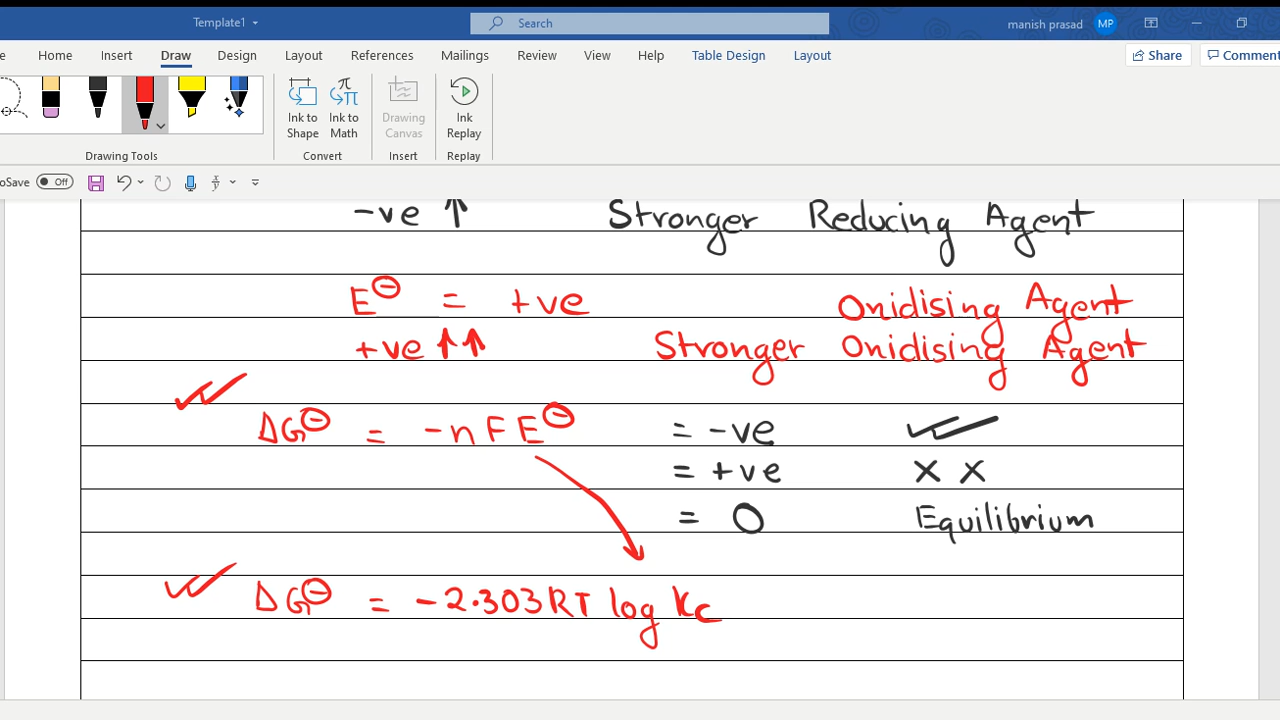 Template1
Search
manish prasad MP
e Home Insert Draw Design Layout References Mailings Review View Help Table Design Layout Share Comment
Ink to Shape Ink to Math Drawing Canvas Ink Replay
Drawing Tools Convert Insert Replay
oSave Off
-ve ↑ Stronger Reducing Agent
E⊖ = +ve Onidising Agent
+ve ↑↑ Stronger Onidising Agent
ΔG⊖ = -nFE⊖ = -ve
= +ve X X
= 0 Equilibrium
ΔG⊖ = -2.303RT log Kc